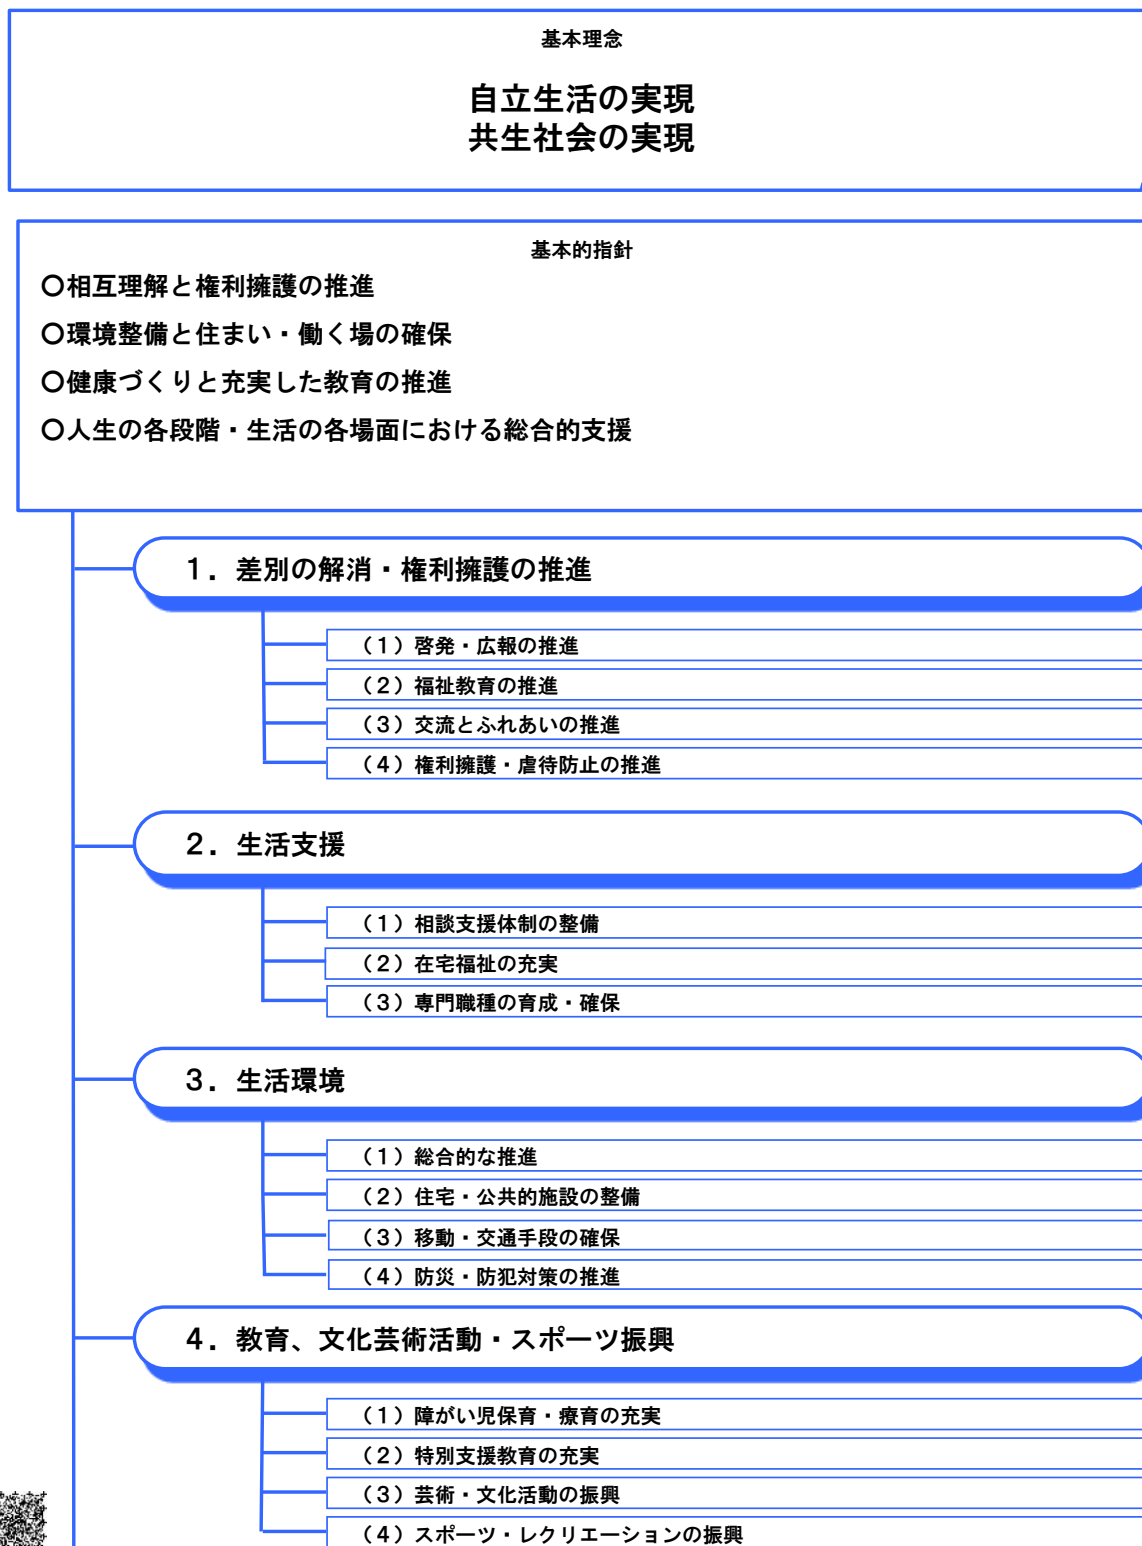 基本理念
自立生活の実現
共生社会の実現
基本的指針
〇相互理解と権利擁護の推進
〇環境整備と住まい・働く場の確保
〇健康づくりと充実した教育の推進
〇人生の各段階・生活の各場面における総合的支援
１．差別の解消・権利擁護の推進
（１）啓発・広報の推進
（２）福祉教育の推進
（３）交流とふれあいの推進
（４）権利擁護・虐待防止の推進
２．生活支援
（１）相談支援体制の整備
（２）在宅福祉の充実
（３）専門職種の育成・確保
３．生活環境
（１）総合的な推進
（２）住宅・公共的施設の整備
（３）移動・交通手段の確保
（４）防災・防犯対策の推進
４．教育、文化芸術活動・スポーツ振興
（１）障がい児保育・療育の充実
（２）特別支援教育の充実
（３）芸術・文化活動の振興
（４）スポーツ・レクリエーションの振興